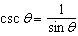 csc θ = 1/sin θ